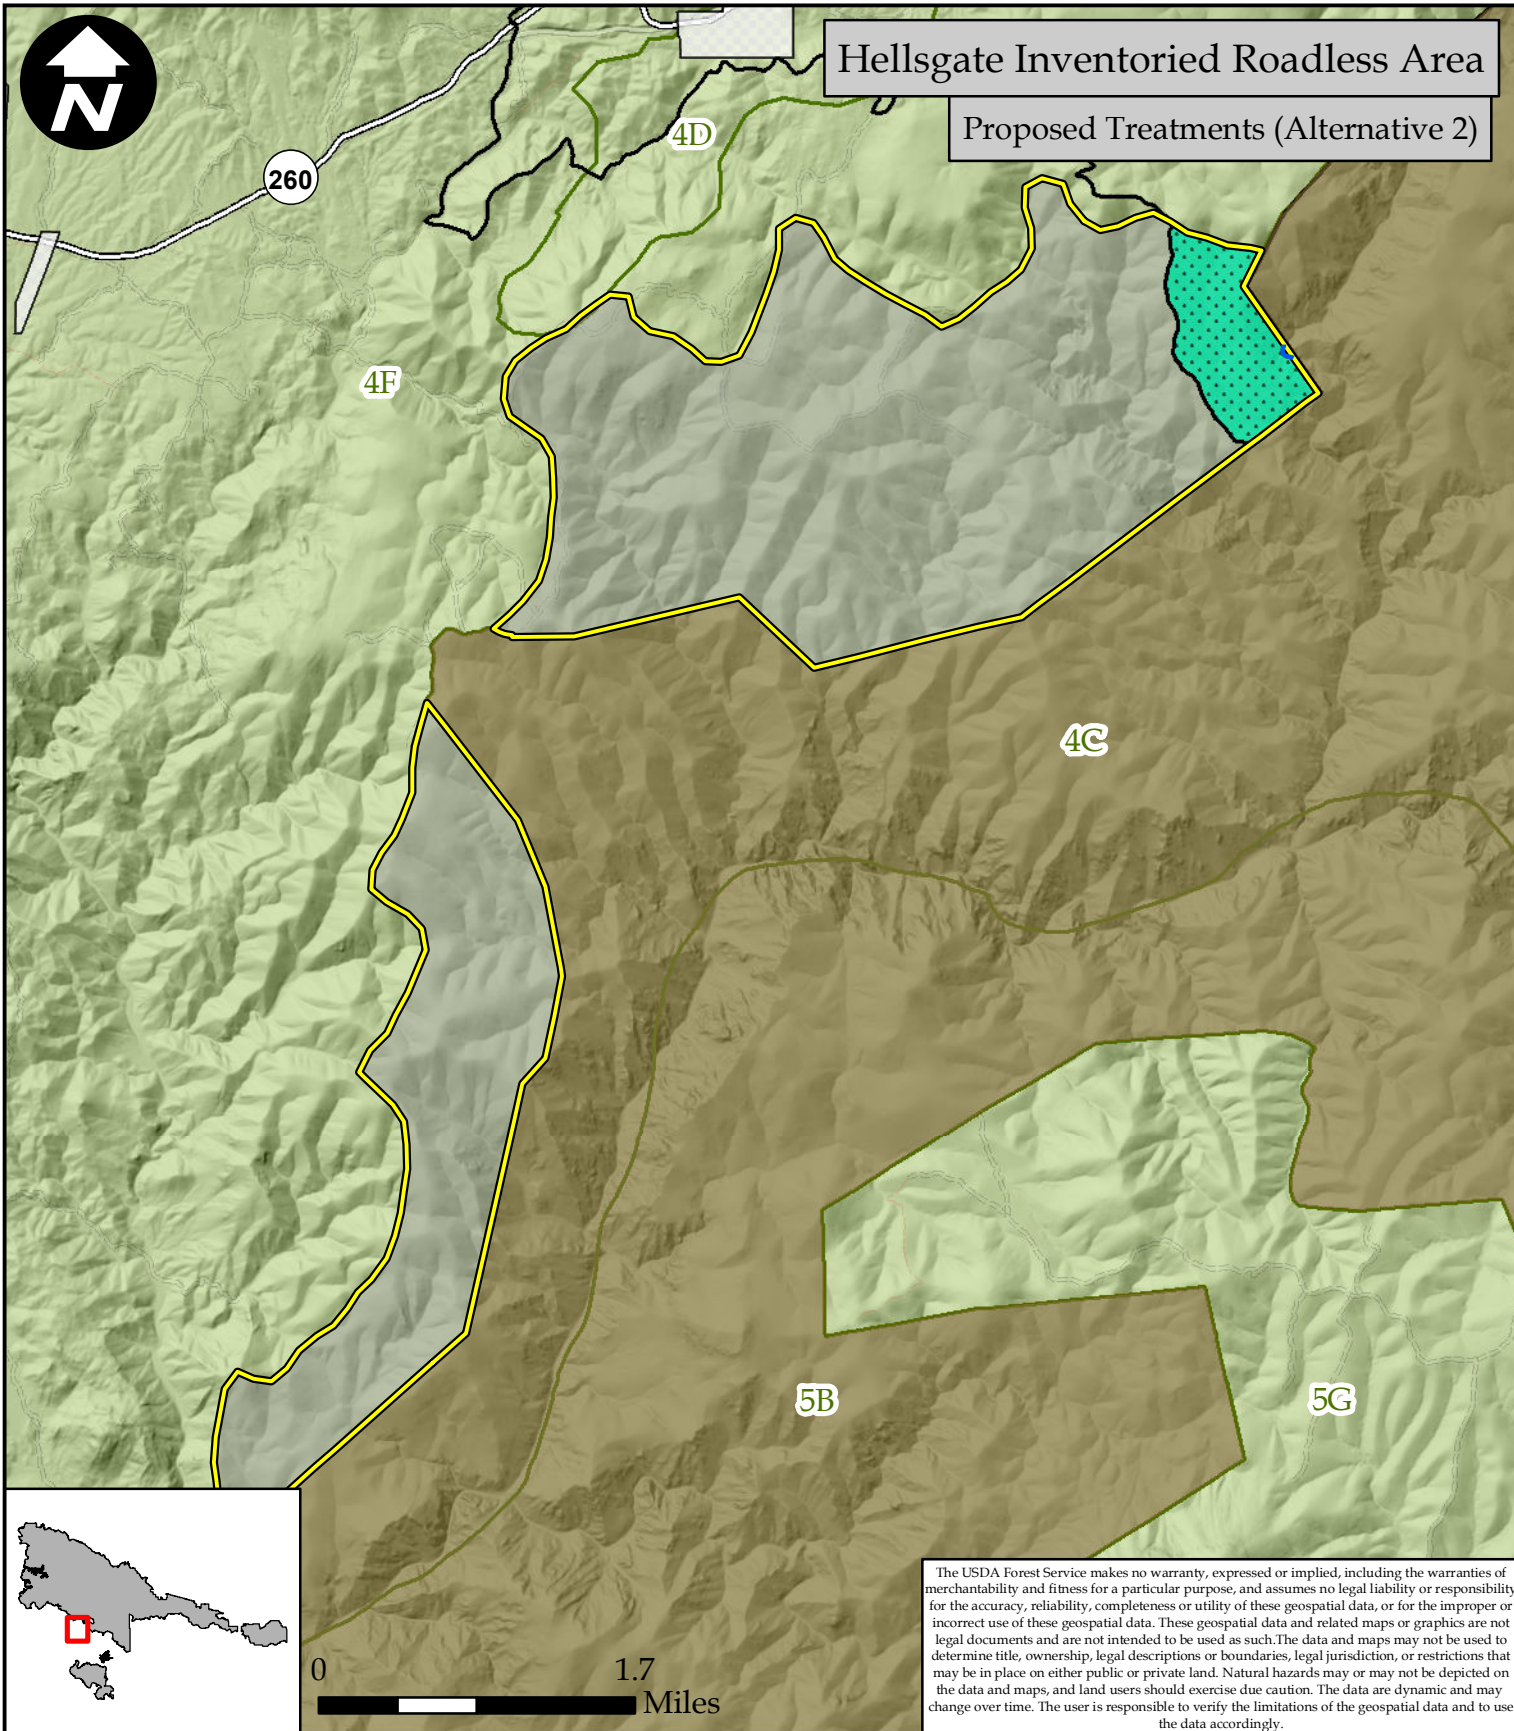 Hellsgate Inventoried Roadless Area
Proposed Treatments (Alternative 2)
N
260
4D
4F
4C
5B
5G
0 1.7
Miles
The USDA Forest Service makes no warranty, expressed or implied, including the warranties of
merchantability and fitness for a particular purpose, and assumes no legal liability or responsibility
for the accuracy, reliability, completeness or utility of these geospatial data, or for the improper or
incorrect use of these geospatial data. These geospatial data and related maps or graphics are not
legal documents and are not intended to be used as such.The data and maps may not be used to
determine title, ownership, legal descriptions or boundaries, legal jurisdiction, or restrictions that
may be in place on either public or private land. Natural hazards may or may not be depicted on
the data and maps, and land users should exercise due caution. The data are dynamic and may
change over time. The user is responsible to verify the limitations of the geospatial data and to use
the data accordingly.